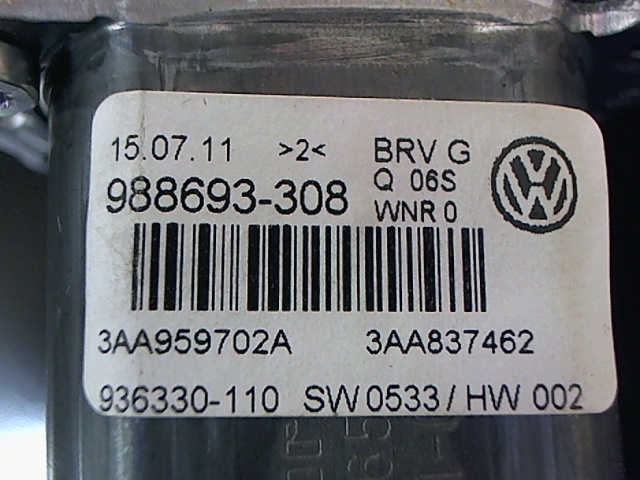 15.07.11 >2< BRV G
988693-308 Q 06S
WNR 0
3AA959702A 3AA837462
936330-110 SW 0533 / HW 002